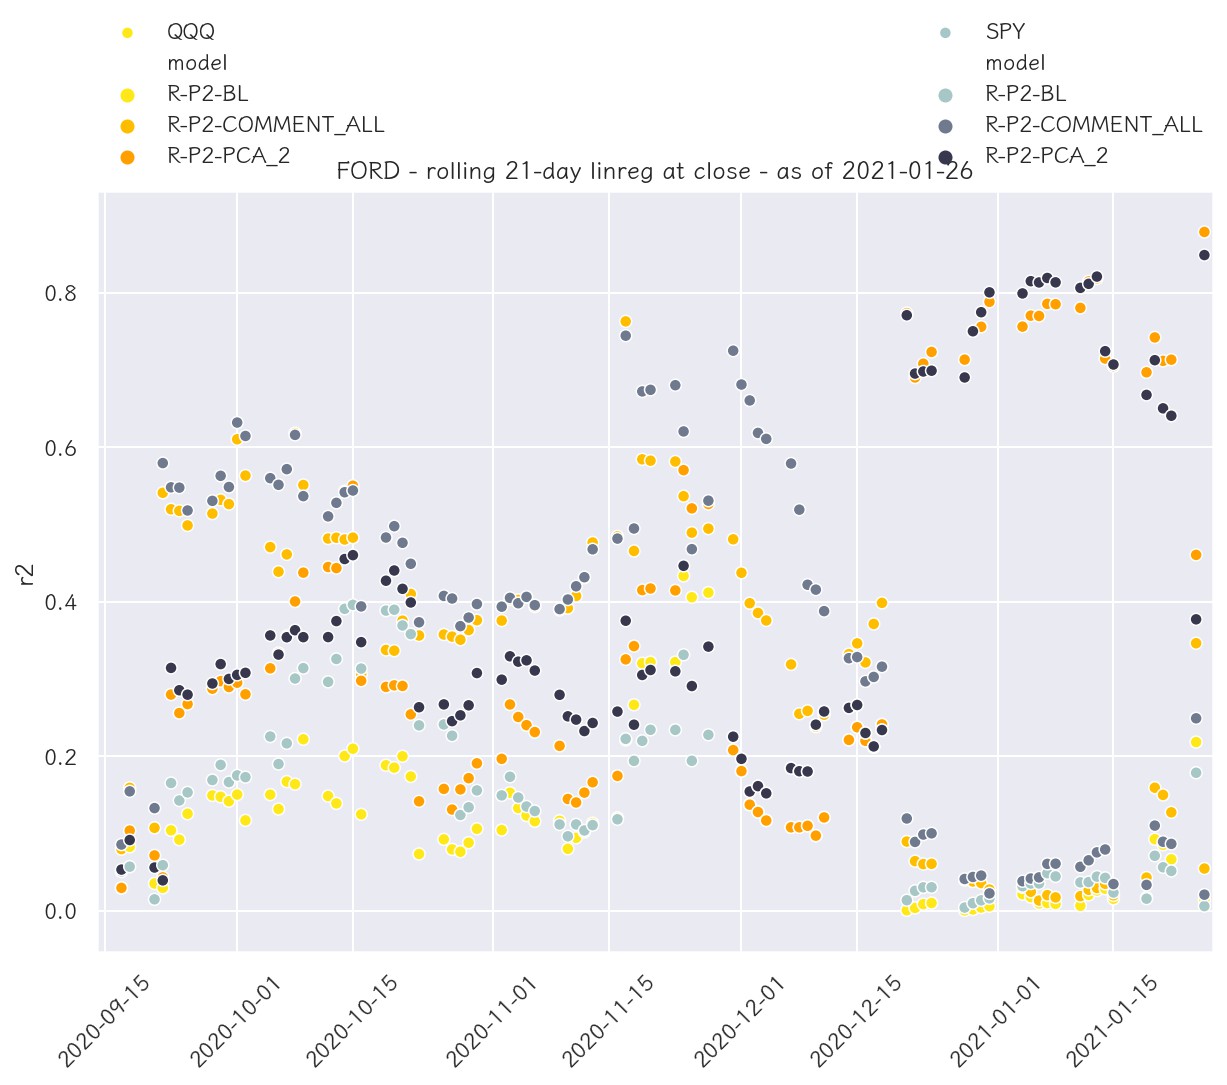 QQQ
model
R-P2-BL
R-P2-COMMENT_ALL
R-P2-PCA_2
SPY
model
R-P2-BL
R-P2-COMMENT_ALL
R-P2-PCA_2
FORD - rolling 21-day linreg at close - as of 2021-01-26
r2
0.8
0.6
0.4
0.2
0.0
2020-09-15
2020-10-01
2020-10-15
2020-11-01
2020-11-15
2020-12-01
2020-12-15
2021-01-01
2021-01-15